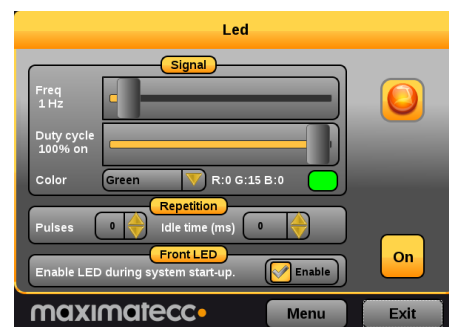 Led
Signal
Freq
1 Hz
Duty cycle
100% on
Color Green R:0 G:15 B:0
Repetition
Pulses 0 Idle time (ms) 0
Front LED
Enable LED during system start-up. Enable
On
maximatecc
Menu Exit